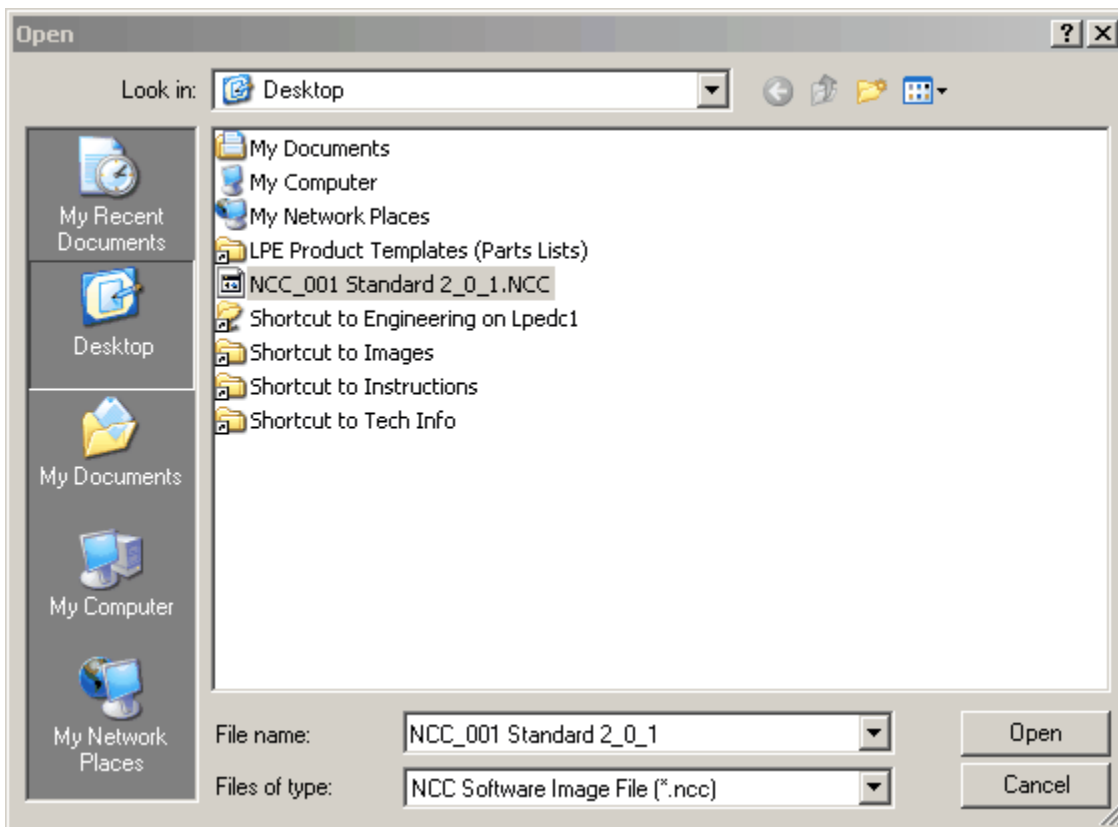 Open
Look in:
Desktop
My Recent
Documents
Desktop
My Documents
My Computer
My Network
Places
My Documents
My Computer
My Network Places
LPE Product Templates (Parts Lists)
NCC_001 Standard 2_0_1.NCC
Shortcut to Engineering on Lpedc1
Shortcut to Images
Shortcut to Instructions
Shortcut to Tech Info
File name:
NCC_001 Standard 2_0_1
Open
Files of type:
NCC Software Image File (*.ncc)
Cancel